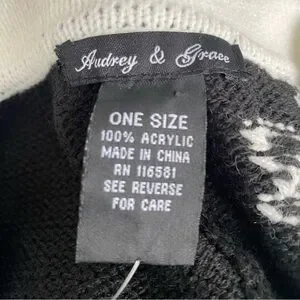 Audrey & Grace
ONE SIZE
100% ACRYLIC
MADE IN CHINA
RN 116581
SEE REVERSE
FOR CARE